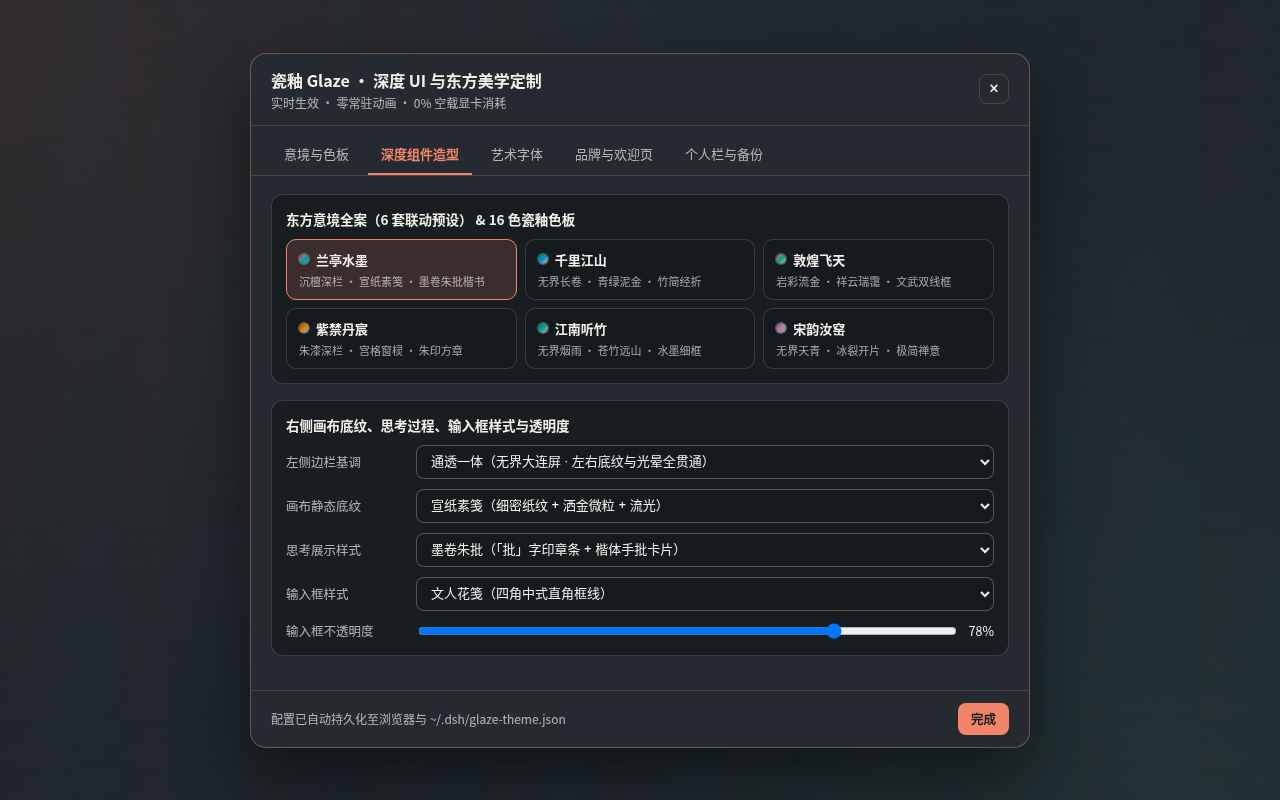 瓷釉 Glaze · 深度 UI 与东方美学定制
实时生效 · 零常驻动画 · 0% 空载显卡消耗
×
意境与色板
深度组件造型
艺术字体
品牌与欢迎页
个人栏与备份
东方意境全案（6 套联动预设） & 16 色瓷釉色板
兰亭水墨
沉檀深栏 · 宣纸素笺 · 墨卷朱批楷书
千里江山
无界长卷 · 青绿泥金 · 竹简经折
敦煌飞天
岩彩流金 · 祥云瑞霭 · 文武双线框
紫禁丹宸
朱漆深栏 · 宫格窗棂 · 朱印方章
江南听竹
无界烟雨 · 苍竹远山 · 水墨细框
宋韵汝窑
无界天青 · 冰裂开片 · 极简禅意
右侧画布底纹、思考过程、输入框样式与透明度
左侧边栏基调
通透一体（无界大连屏 · 左右底纹与光晕全贯通）
画布静态底纹
宣纸素笺（细密纸纹 + 洒金微粒 + 流光）
思考展示样式
墨卷朱批（「批」字印章条 + 楷体手批卡片）
输入框样式
文人花笺（四角中式直角框线）
输入框不透明度
78%
配置已自动持久化至浏览器与 ~/.dsh/glaze-theme.json
完成